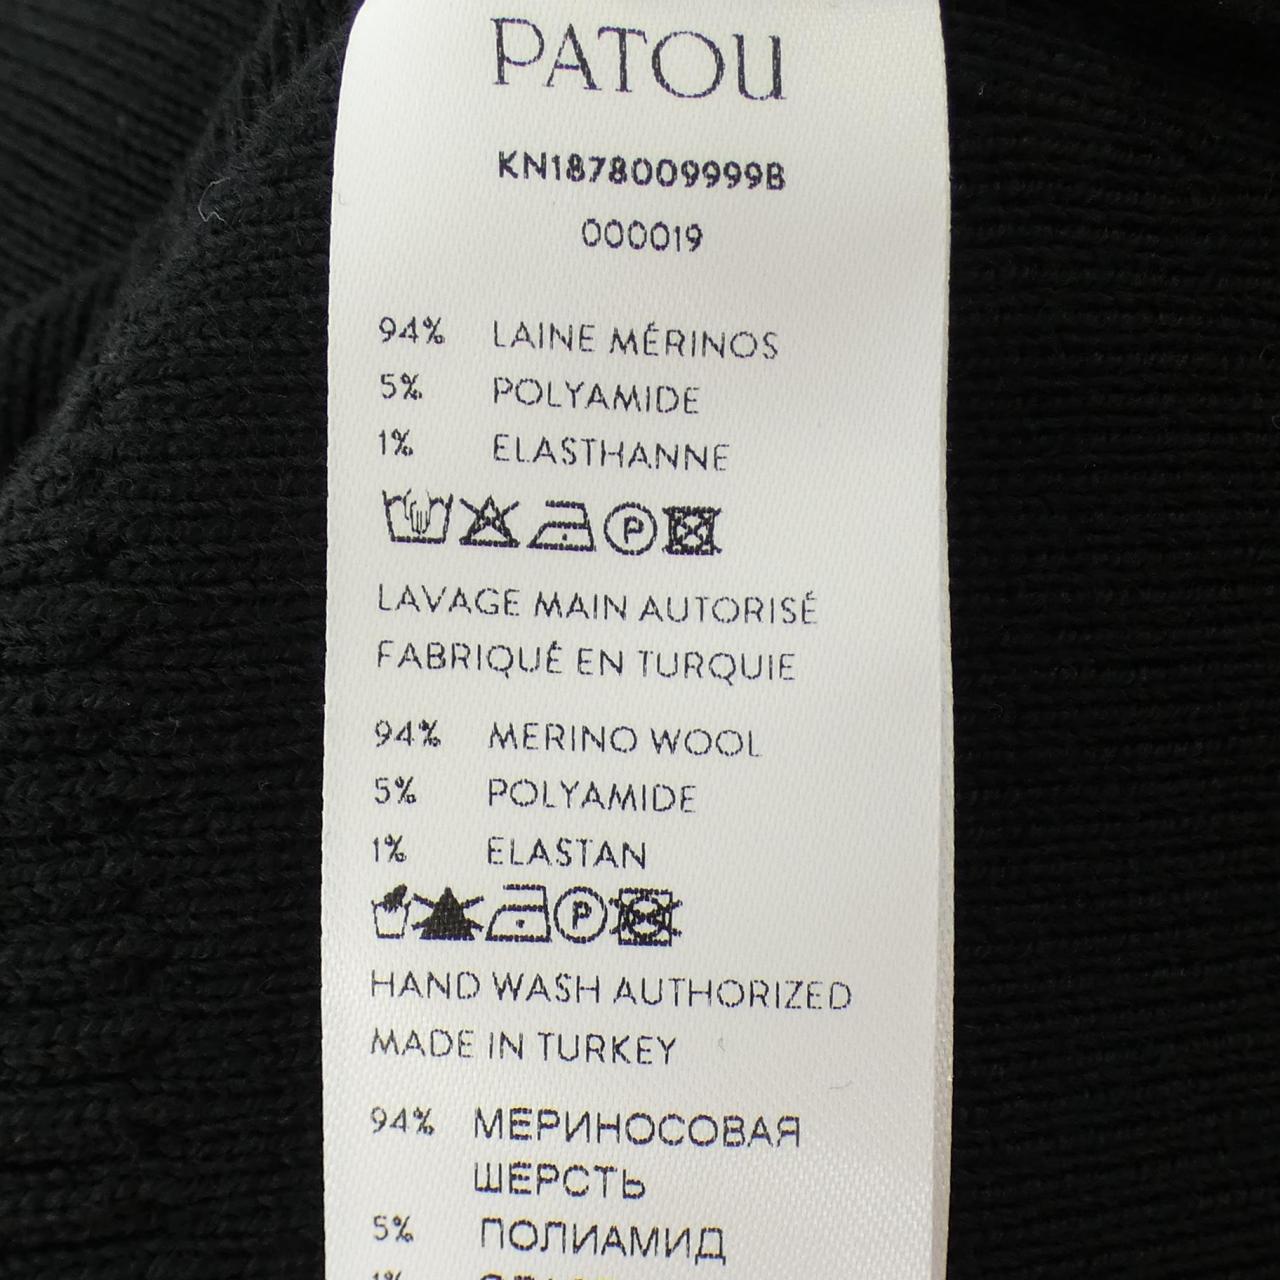 PATOU
KN1878009999B
000019
94% LAINE MÉRINOS
5% POLYAMIDE
1% ELASTHANNE
LAVAGE MAIN AUTORISÉ
FABRIQUÉ EN TURQUIE
94% MERINO WOOL
5% POLYAMIDE
1% ELASTAN
HAND WASH AUTHORIZED
MADE IN TURKEY
94% МЕРИНОСОВАЯ
ШЕРСТЬ
5% ПОЛИАМИД
1%